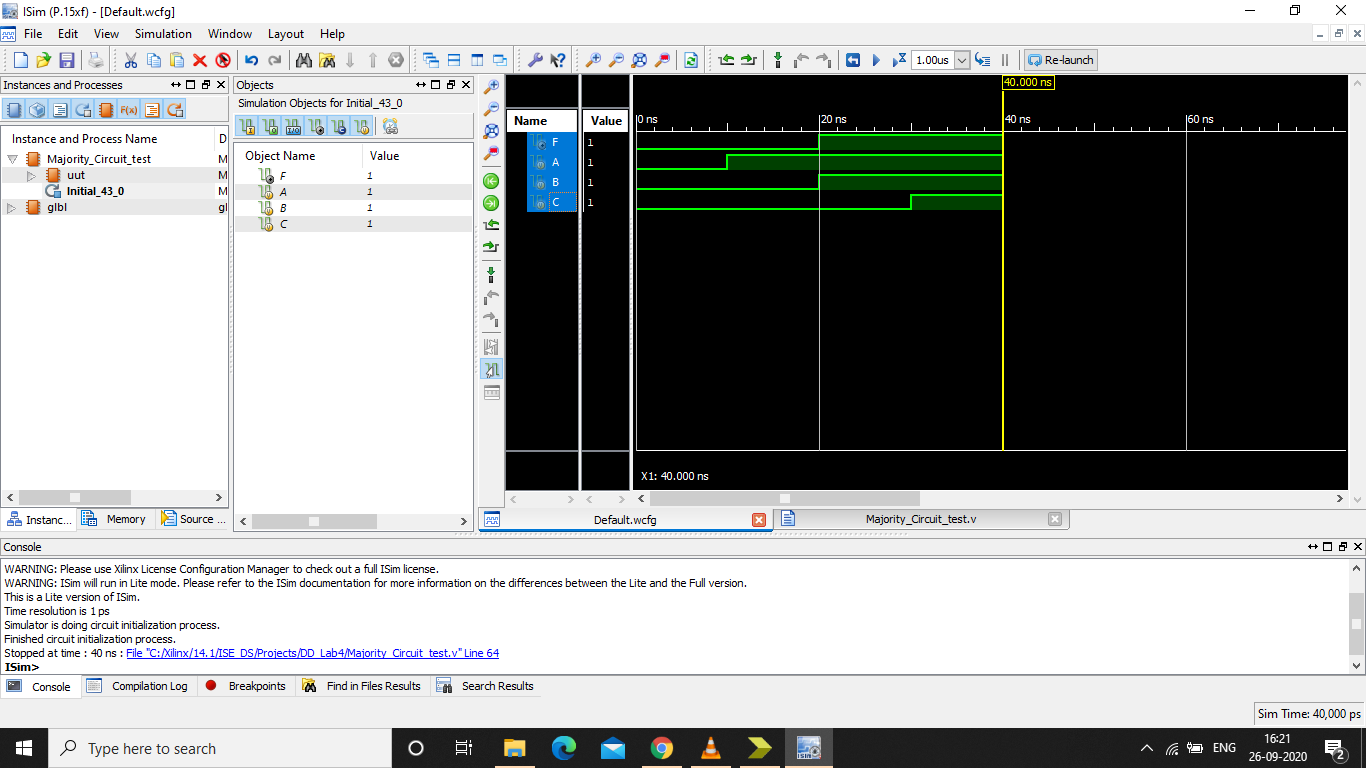 ISim (P.15xf) - [Default.wcfg]
File Edit View Simulation Window Layout Help
1.00us Re-launch
Instances and Processes
Instance and Process Name D
Majority_Circuit_test M
uut M
Initial_43_0 M
glbl gl
Instanc... Memory Source ...
Objects
Simulation Objects for Initial_43_0
Object Name Value
F 1
A 1
B 1
C 1
Name Value
F 1
A 1
B 1
C 1
40.000 ns
0 ns 20 ns 40 ns 60 ns
X1: 40.000 ns
Default.wcfg Majority_Circuit_test.v
Console
WARNING: Please use Xilinx License Configuration Manager to check out a full ISim license.
WARNING: ISim will run in Lite mode. Please refer to the ISim documentation for more information on the differences between the Lite and the Full version.
This is a Lite version of ISim.
Time resolution is 1 ps
Simulator is doing circuit initialization process.
Finished circuit initialization process.
Stopped at time : 40 ns : File "C:/Xilinx/14.1/ISE_DS/Projects/DD_Lab4/Majority_Circuit_test.v" Line 64
ISim>
Console Compilation Log Breakpoints Find in Files Results Search Results
Sim Time: 40,000 ps
Type here to search
ENG
16:21
26-09-2020
2